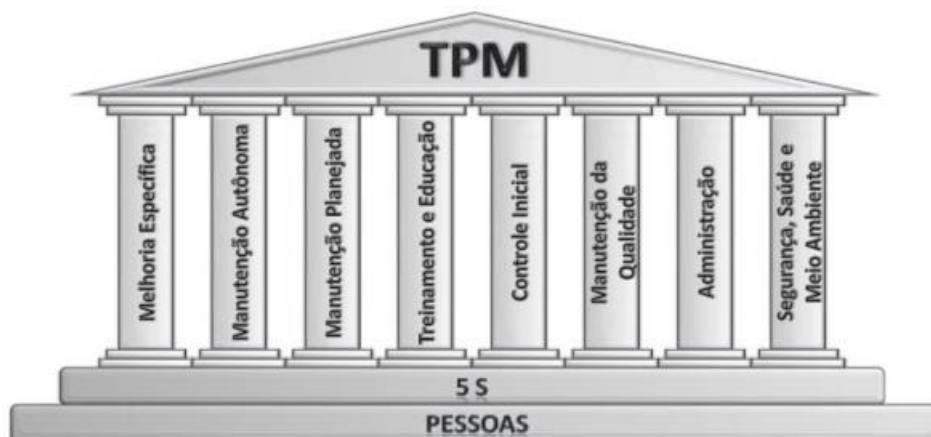 TPM
Melhoria Específica
Manutenção Autônoma
Manutenção Planejada
Treinamento e Educação
Controle Inicial
Manutenção da
Qualidade
Administração
Segurança, Saúde e
Meio Ambiente
5 S
PESSOAS